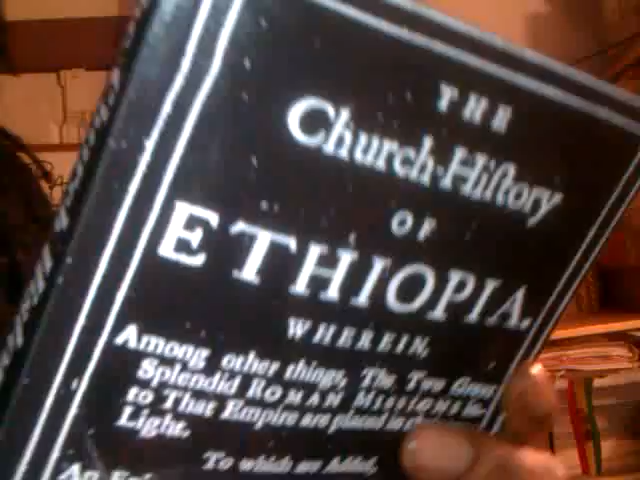 THE
Church-Hiſtory
OF
ETHIOPIA.
WHEREIN,
Among other things, The Two Great
Splendid ROMAN MISSIONS
to That Empire are placed
Light.
To which are Added,
An